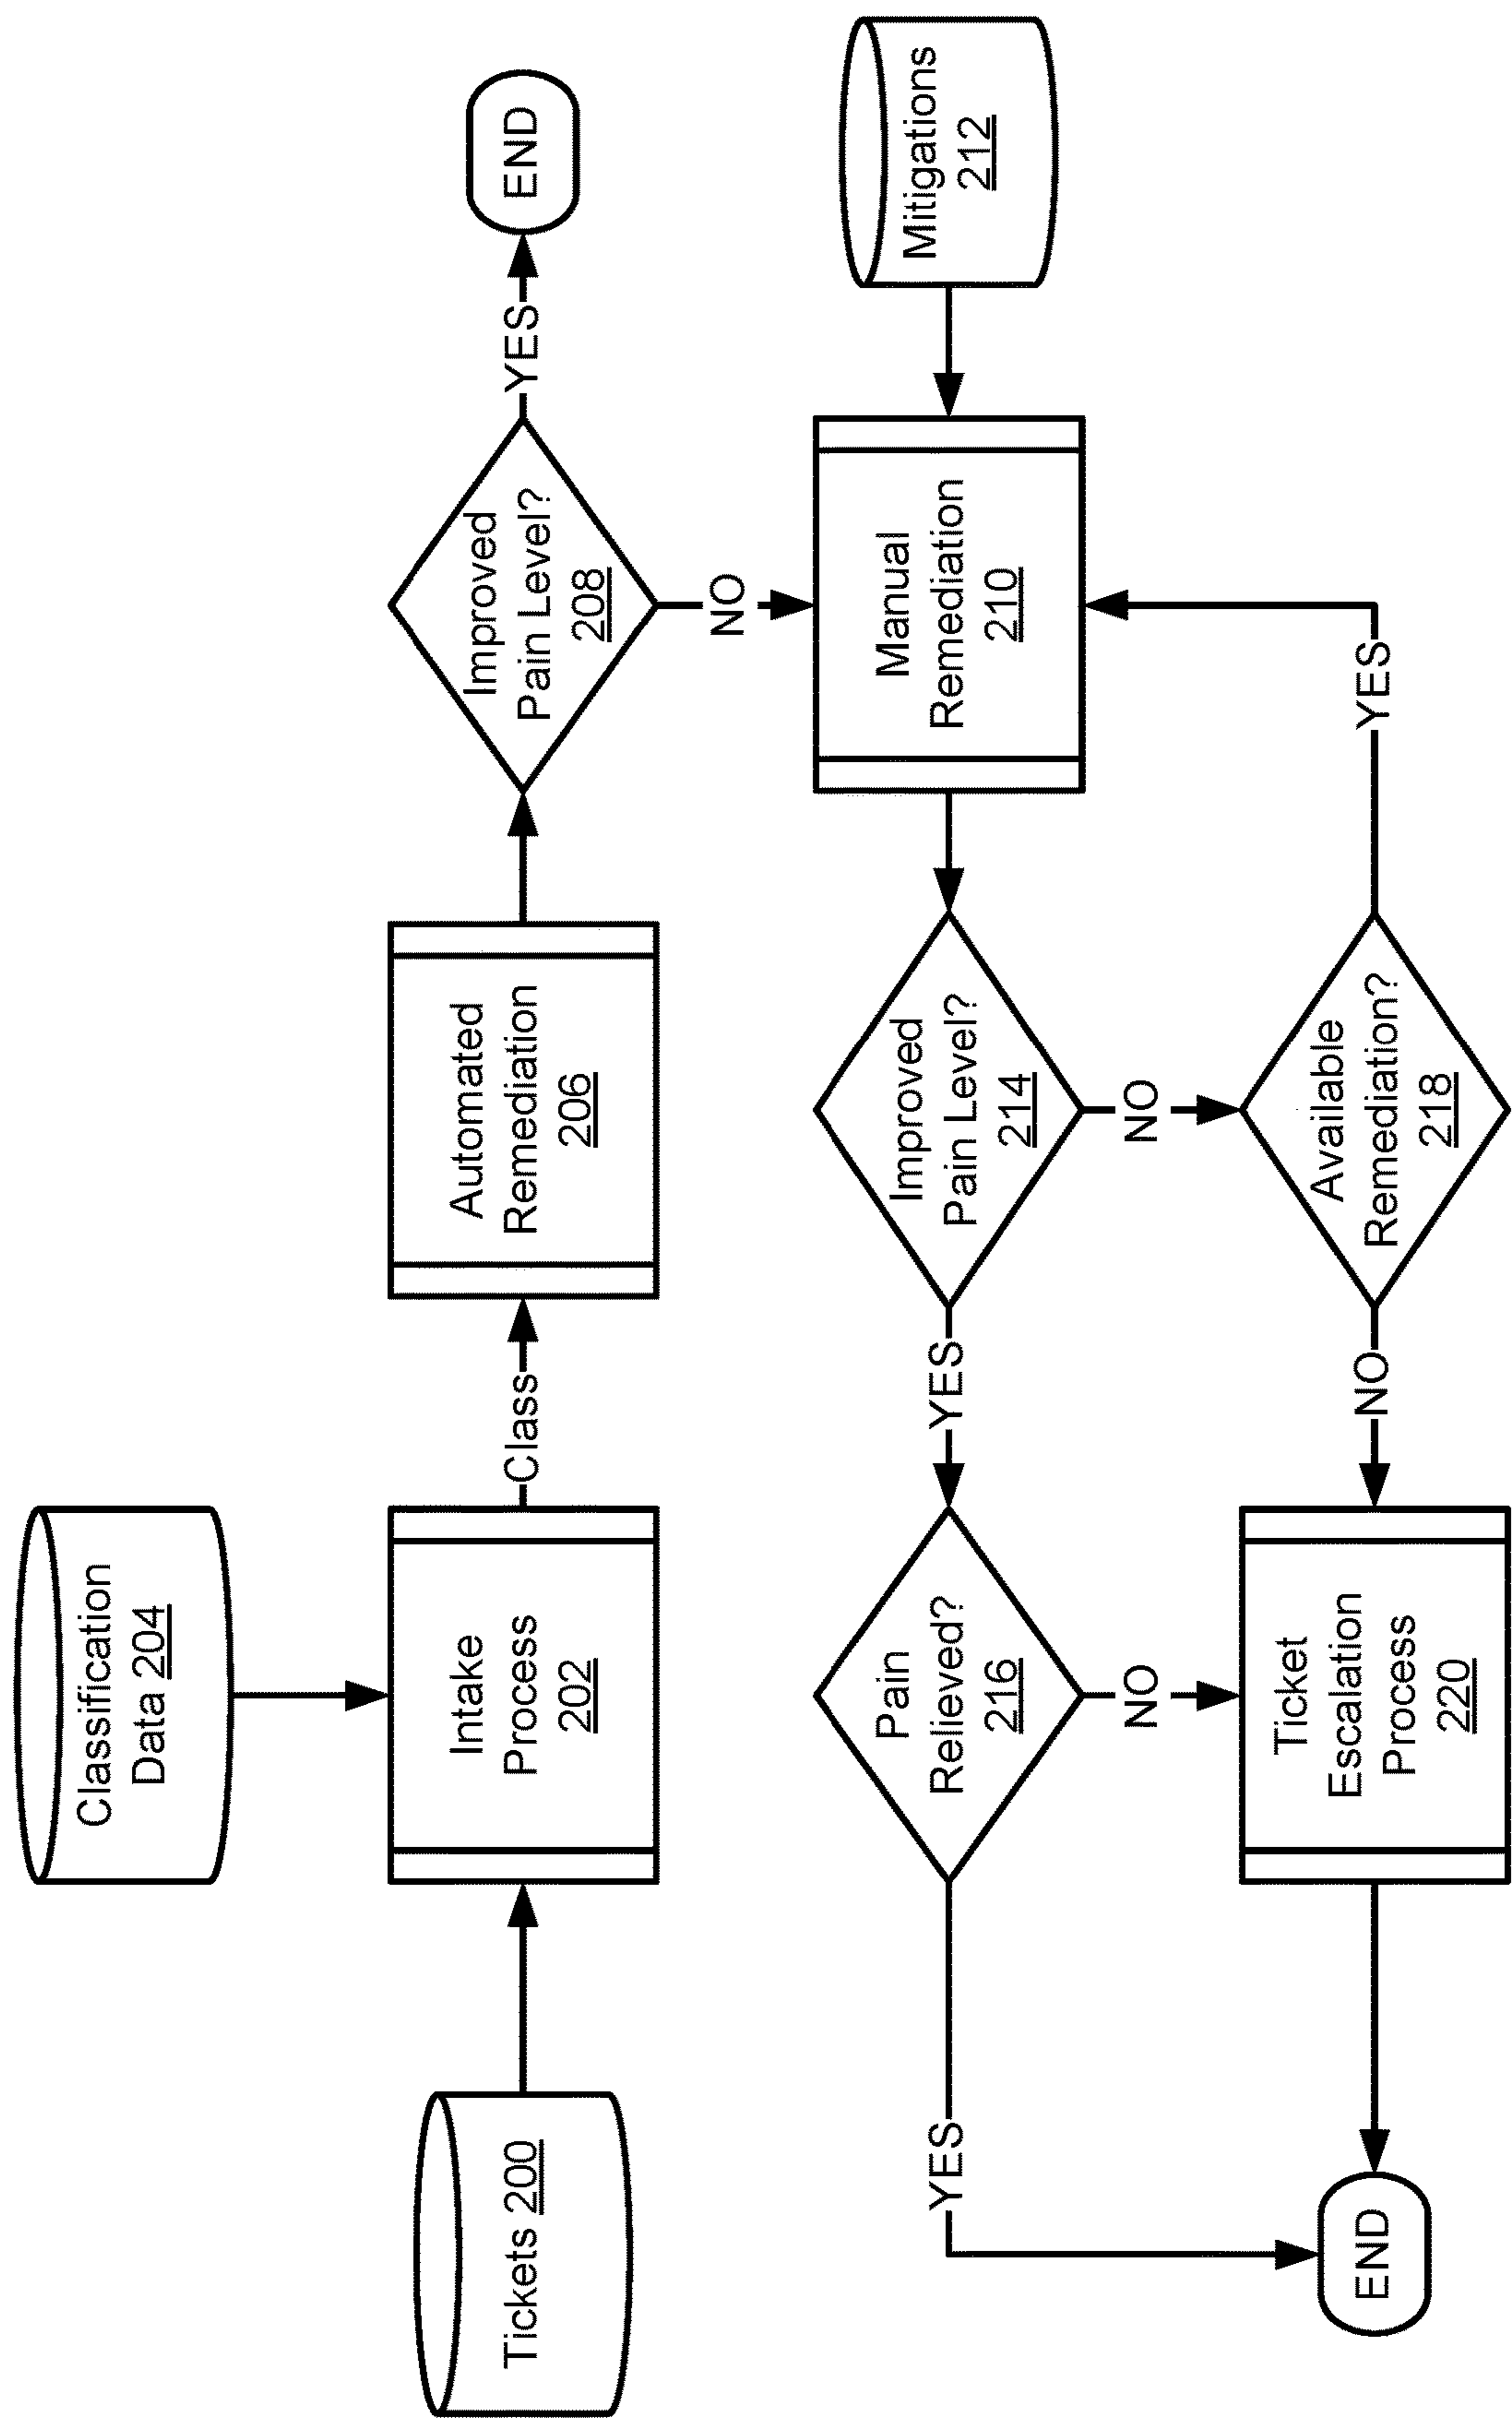 Classification
Data 204
Tickets 200
Intake
Process
202
Class
Automated
Remediation
206
Improved
Pain Level?
208
YES
END
NO
Mitigations
212
Manual
Remediation
210
Improved
Pain Level?
214
YES
NO
Pain
Relieved?
216
YES
NO
Available
Remediation?
218
YES
NO
Ticket
Escalation
Process
220
END